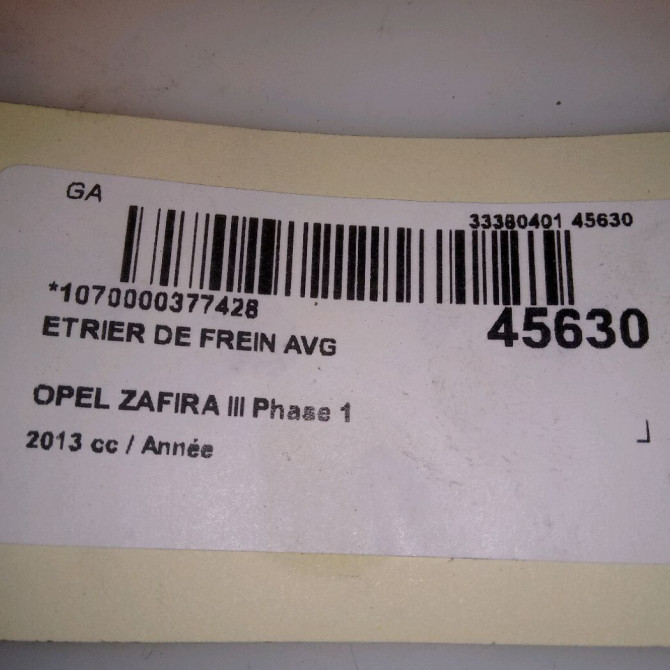 GA
33380401 45630
*1070000377428
45630
ETRIER DE FREIN AVG
OPEL ZAFIRA III Phase 1
2013 cc / Année